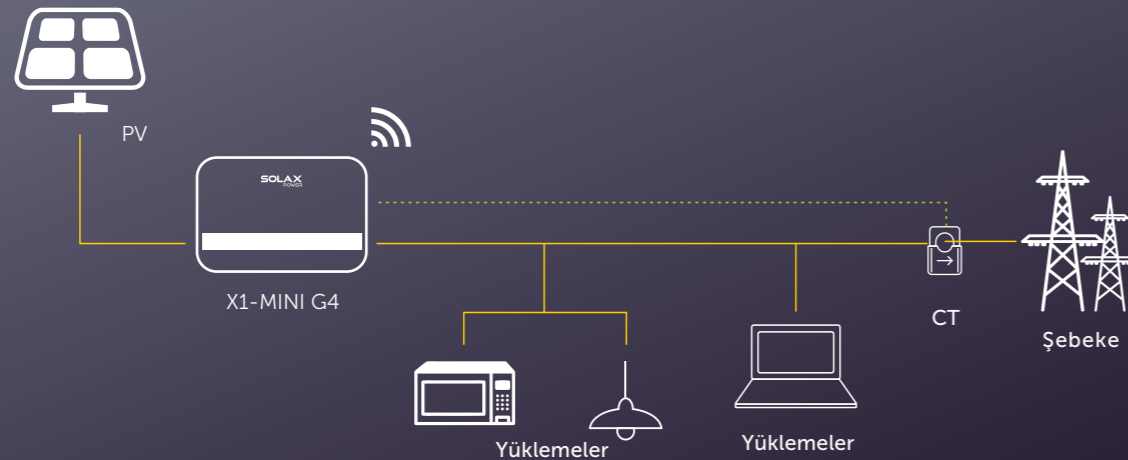 PV
SOLAX
POWER
X1-MINI G4
CT
Şebeke
Yüklemeler
Yüklemeler